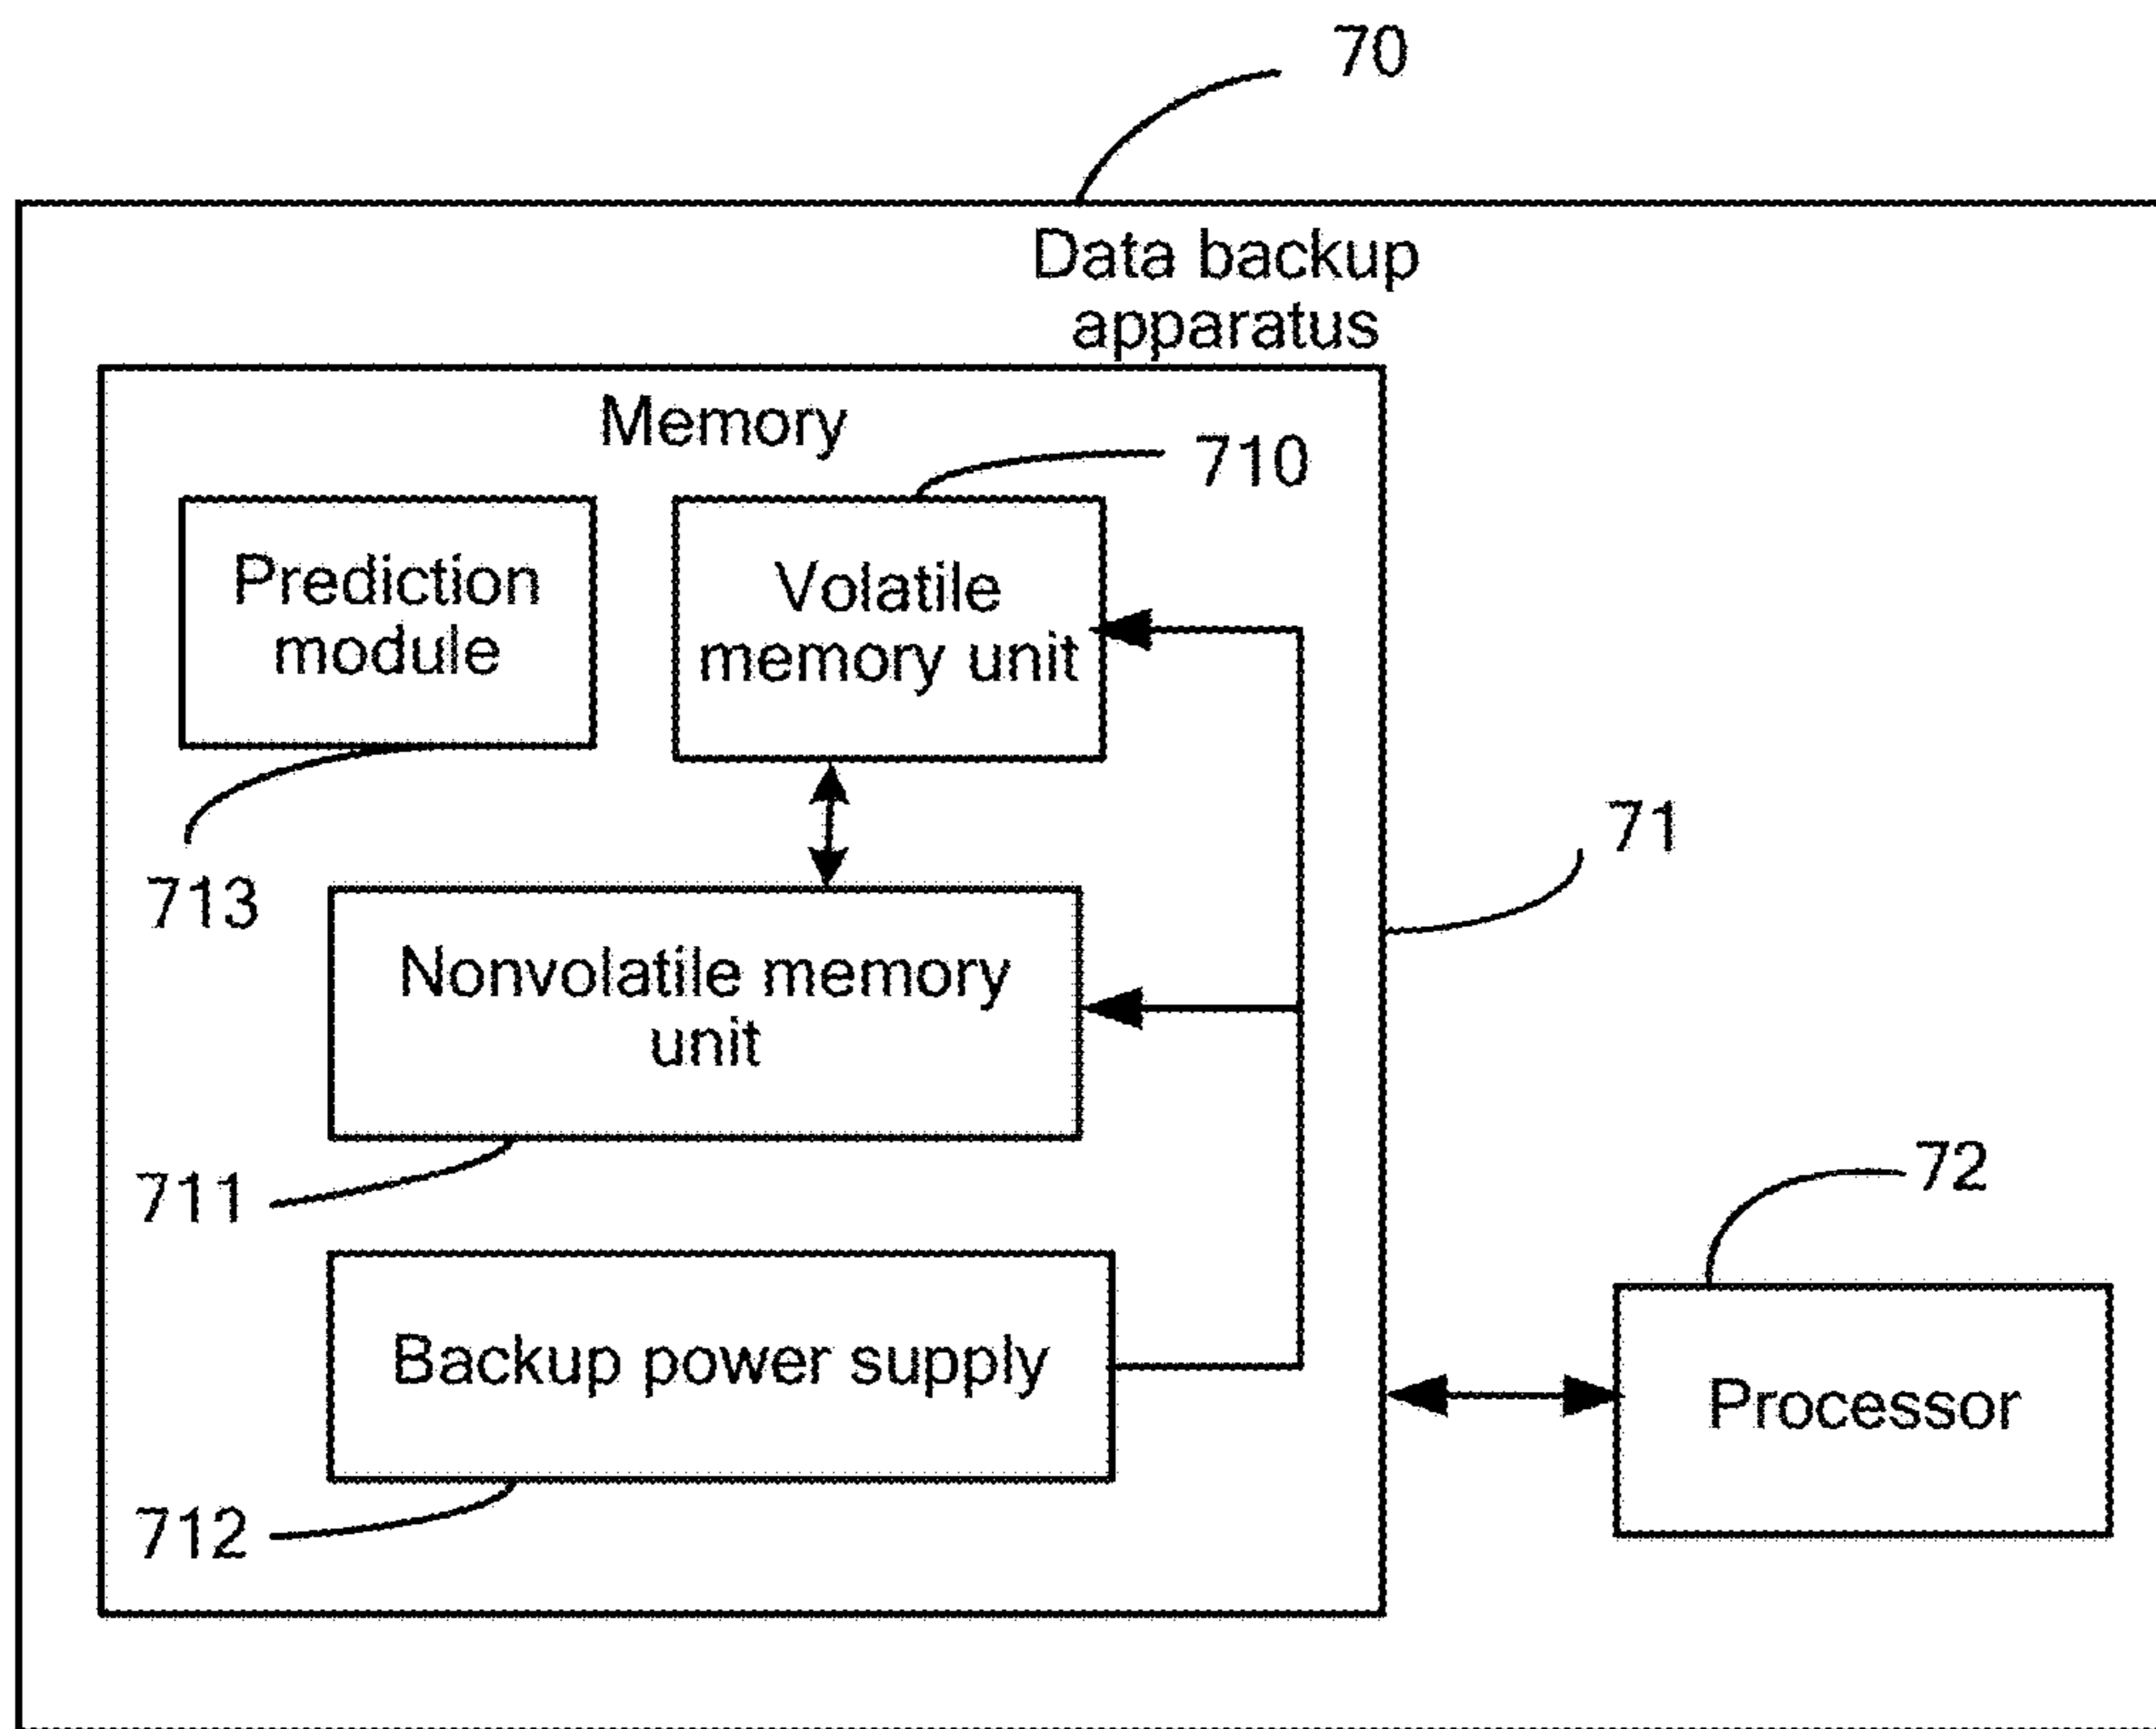 70
Data backup
apparatus
Memory
710
Prediction
module
Volatile
memory unit
71
713
Nonvolatile memory
unit
711
72
Backup power supply
Processor
712